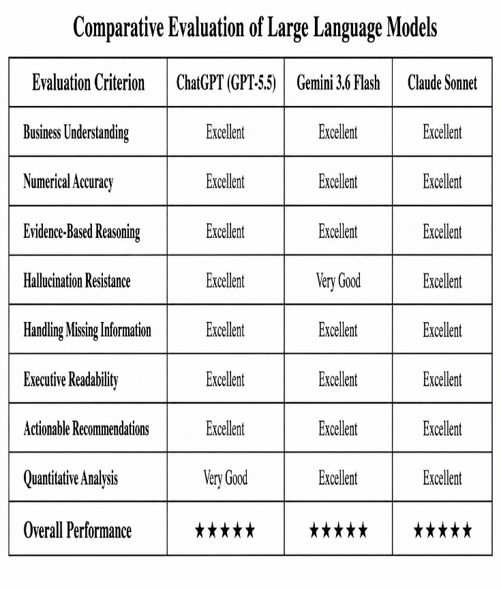 Comparative Evaluation of Large Language Models
Evaluation Criterion ChatGPT (GPT-5.5) Gemini 3.6 Flash Claude Sonnet
Business Understanding Excellent Excellent Excellent
Numerical Accuracy Excellent Excellent Excellent
Evidence-Based Reasoning Excellent Excellent Excellent
Hallucination Resistance Excellent Very Good Excellent
Handling Missing Information Excellent Excellent Excellent
Executive Readability Excellent Excellent Excellent
Actionable Recommendations Excellent Excellent Excellent
Quantitative Analysis Very Good Excellent Excellent
Overall Performance ★★★★★ ★★★★★ ★★★★★